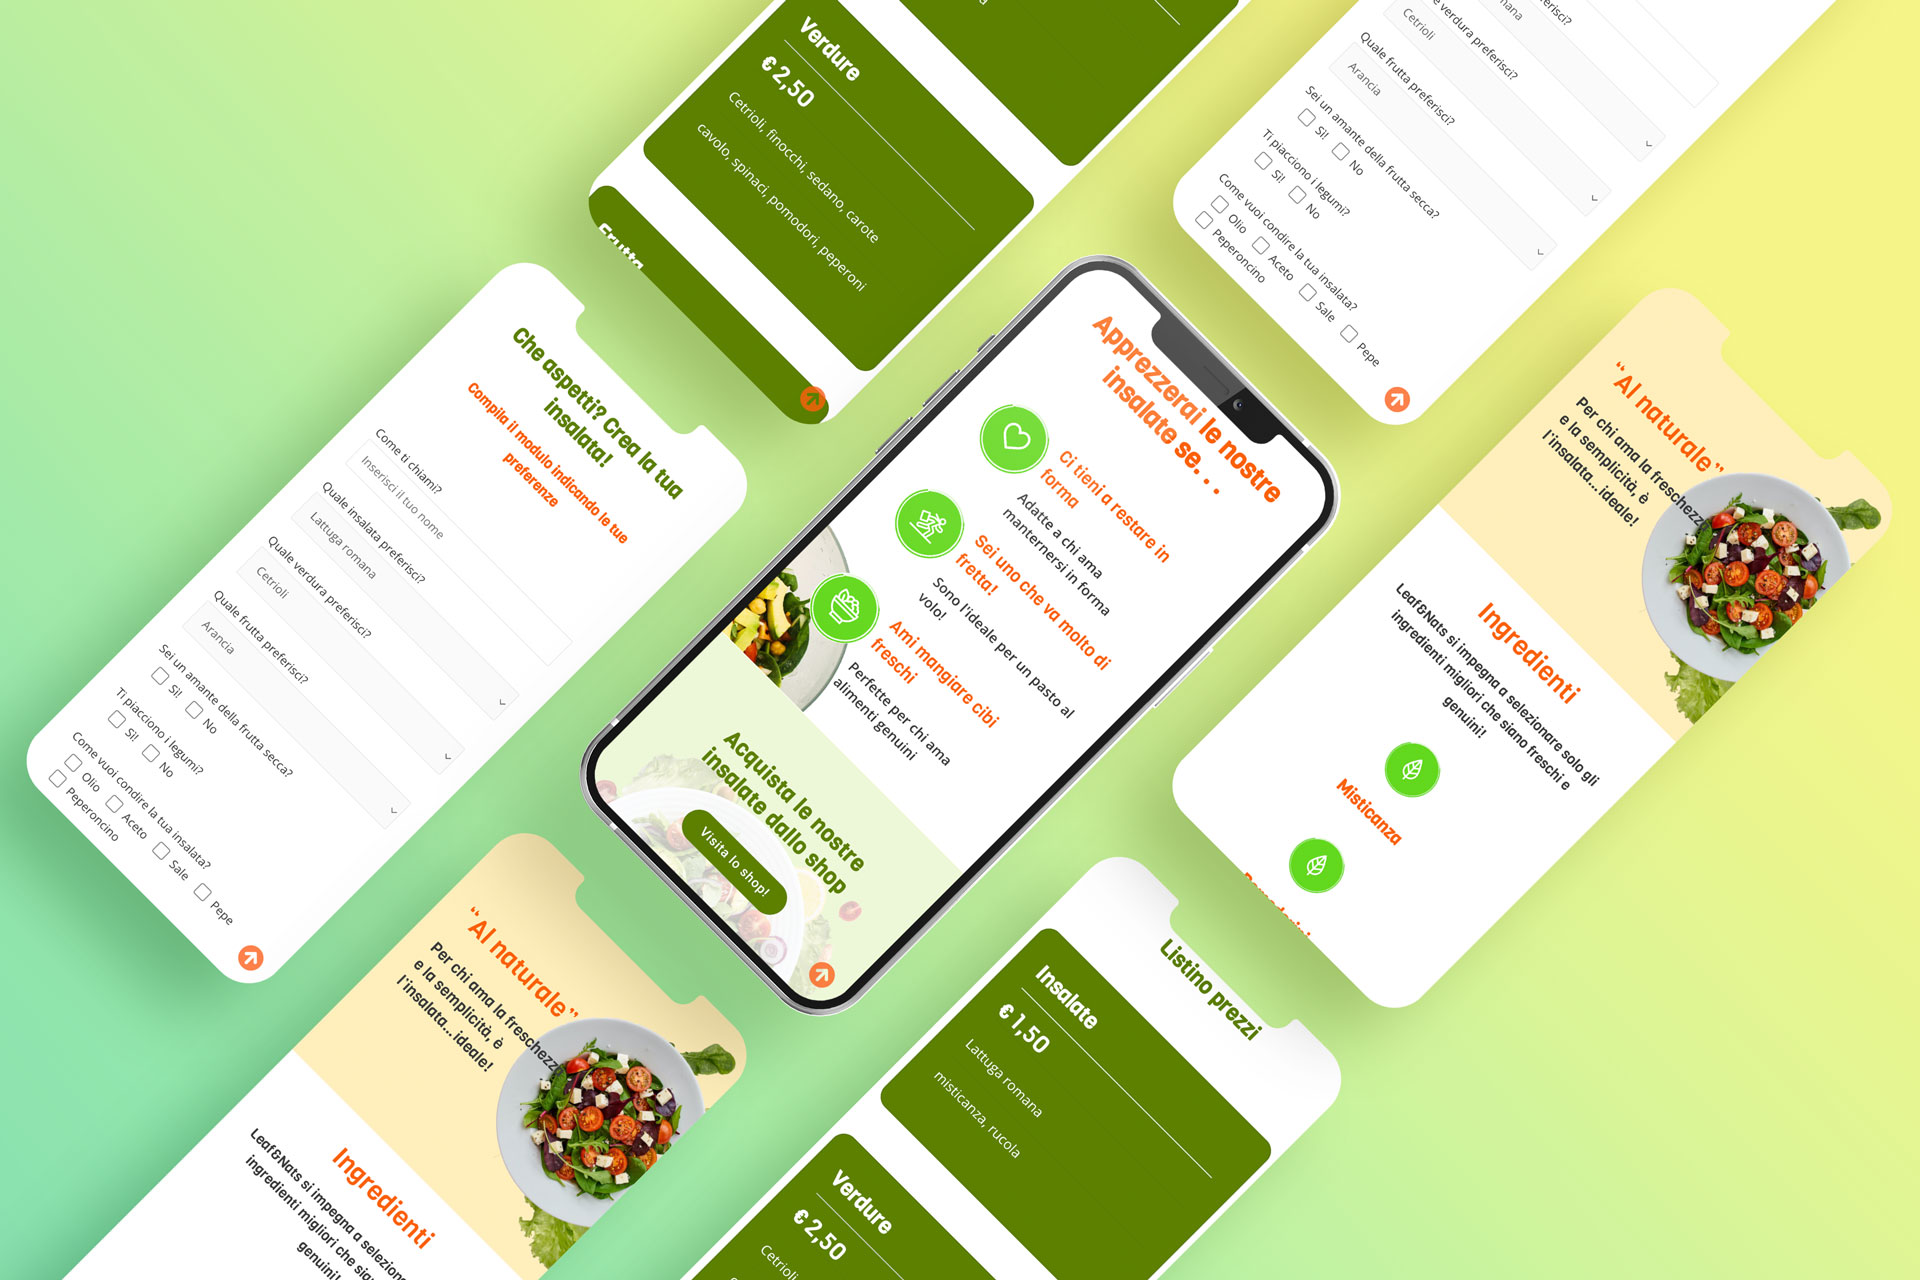 Verdure
€ 2,50
Cetrioli, finocchi, sedano, carote
cavolo, spinaci, pomodori, peperoni
Frutta
Cetrioli
Quale frutta preferisci?
Arancia
Sei un amante della frutta secca?
Sì!
No
Ti piacciono i legumi?
Sì!
No
Come vuoi condire la tua insalata?
Olio
Aceto
Sale
Pepe
Peperoncino
Che aspetti? Crea la tua
insalata!
Compila il modulo indicando le tue
preferenze
Come ti chiami?
Inserisci il tuo nome
Quale insalata preferisci?
Lattuga romana
Quale verdura preferisci?
Cetrioli
Quale frutta preferisci?
Arancia
Sei un amante della frutta secca?
Sì!
No
Ti piacciono i legumi?
Sì!
No
Come vuoi condire la tua insalata?
Olio
Aceto
Sale
Pepe
Peperoncino
Apprezzerai le nostre
insalate se...
Ci tieni a restare in
forma
Adatte a chi ama
manternersi in forma
Sei uno che va molto di
fretta!
Sono l'ideale per un pasto al
volo!
Ami mangiare cibi
freschi
Perfette per chi ama
alimenti genuini
Acquista le nostre
insalate dallo shop
Visita lo shop!
“Al naturale”
Per chi ama la freschezza
e la semplicità, è
l'insalata...ideale!
Ingredienti
Leaf&Nats si impegna a selezionare solo gli
ingredienti migliori che siano freschi e
genuini!
Misticanza
“Al naturale”
Per chi ama la freschezz
e la semplicità, è
l'insalata...ideale!
Ingredienti
Leaf&Nats si impegna a selezion
ingredienti migliori che sia
genuini!
Listino prezzi
Insalate
€ 1,50
Lattuga romana
misticanza, rucola
Verdure
€ 2,50
Cetrioli